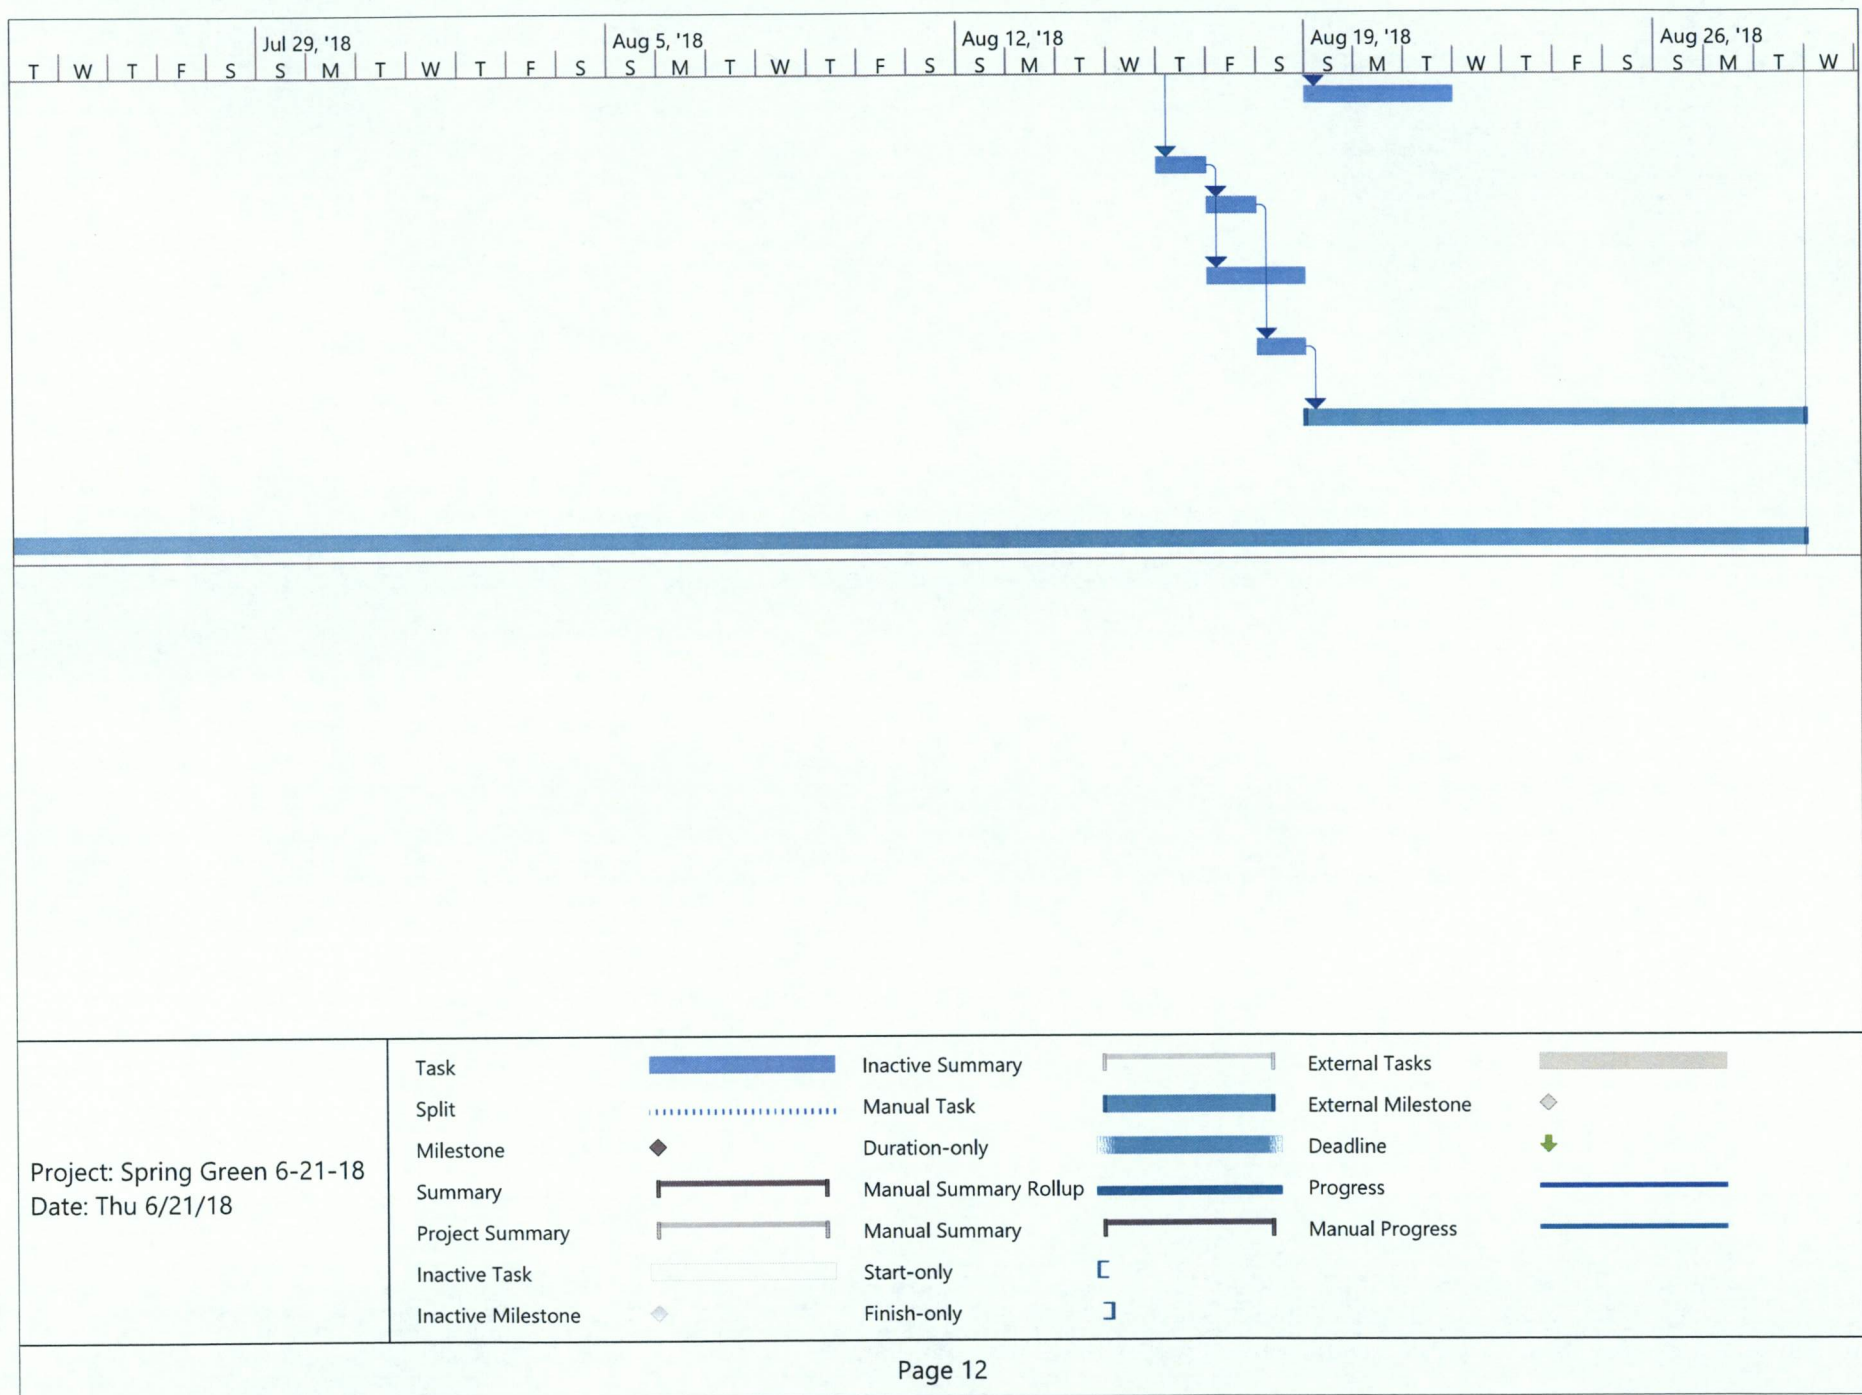 Jul 29, '18 Aug 5, '18 Aug 12, '18 Aug 19, '18 Aug 26, '18
T W T F S S M T W T F S S M T W T F S S M T W T F S S M T W T F S S M T W
Project: Spring Green 6-21-18
Date: Thu 6/21/18
Task
Split
Milestone
Summary
Project Summary
Inactive Task
Inactive Milestone
Inactive Summary
Manual Task
Duration-only
Manual Summary Rollup
Manual Summary
Start-only
Finish-only
External Tasks
External Milestone
Deadline
Progress
Manual Progress
Page 12